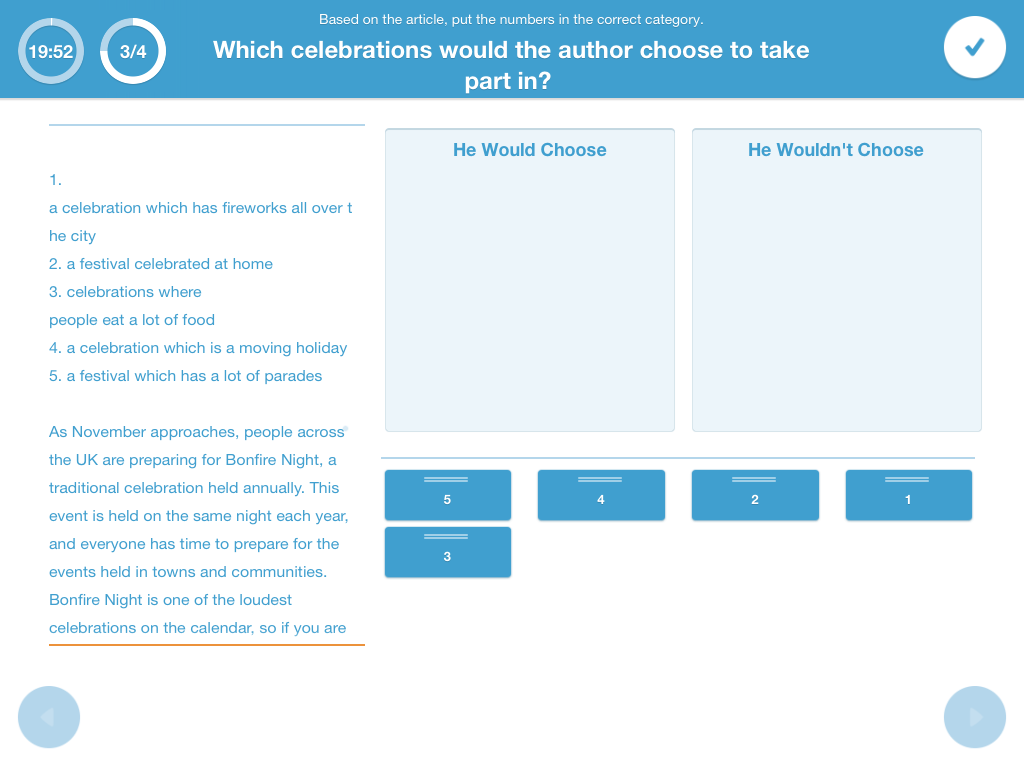 Based on the article, put the numbers in the correct category.
19:52
3/4
Which celebrations would the author choose to take
part in?
1.
a celebration which has fireworks all over t
he city
2. a festival celebrated at home
3. celebrations where
people eat a lot of food
4. a celebration which is a moving holiday
5. a festival which has a lot of parades
As November approaches, people across
the UK are preparing for Bonfire Night, a
traditional celebration held annually. This
event is held on the same night each year,
and everyone has time to prepare for the
events held in towns and communities.
Bonfire Night is one of the loudest
celebrations on the calendar, so if you are
He Would Choose
He Wouldn't Choose
5
4
2
1
3